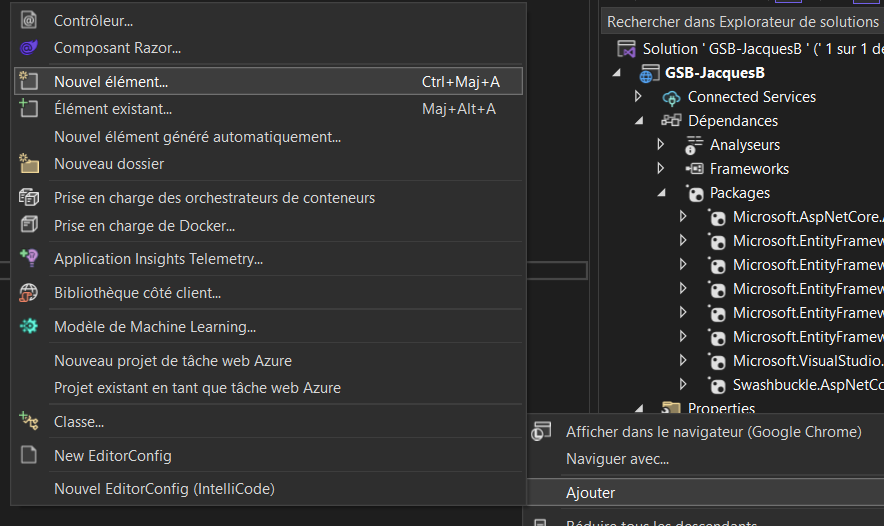 Contrôleur...
Composant Razor...
Nouvel élément... Ctrl+Maj+A
Élément existant... Maj+Alt+A
Nouvel élément généré automatiquement...
Nouveau dossier
Prise en charge des orchestrateurs de conteneurs
Prise en charge de Docker...
Application Insights Telemetry...
Bibliothèque côté client...
Modèle de Machine Learning...
Nouveau projet de tâche web Azure
Projet existant en tant que tâche web Azure
Classe...
New EditorConfig
Nouvel EditorConfig (IntelliCode)
Rechercher dans Explorateur de solutions
Solution ' GSB-JacquesB ' (' 1 sur 1 de
GSB-JacquesB
Connected Services
Dépendances
Analyseurs
Frameworks
Packages
Microsoft.AspNetCore.
Microsoft.EntityFramew
Microsoft.EntityFramew
Microsoft.EntityFramew
Microsoft.EntityFramew
Microsoft.EntityFramew
Microsoft.VisualStudio.
Swashbuckle.AspNetCo
Properties
Afficher dans le navigateur (Google Chrome)
Naviguer avec...
Ajouter
Réduire tous les descendants